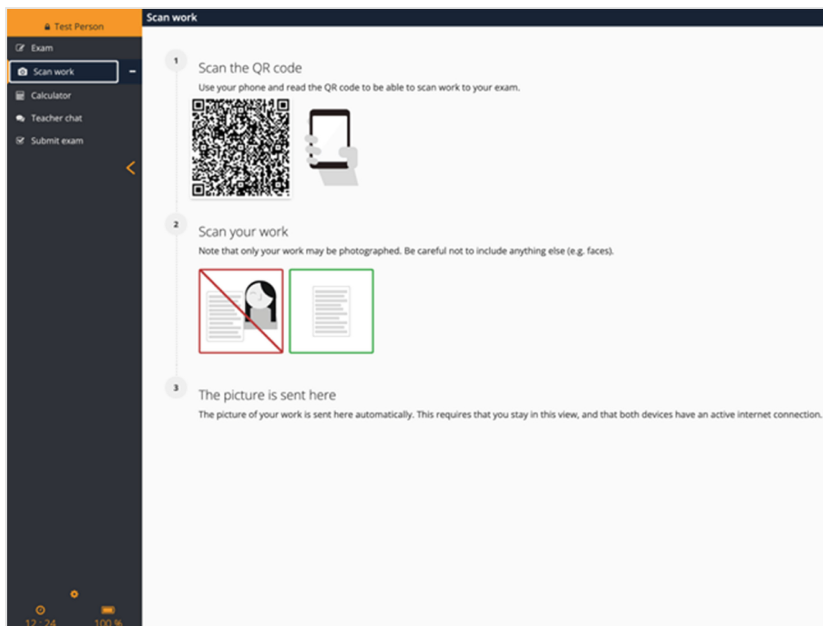 Test Person
Scan work
Exam
Scan work
Calculator
Teacher chat
Submit exam
1
Scan the QR code
Use your phone and read the QR code to be able to scan work to your exam.
2
Scan your work
Note that only your work may be photographed. Be careful not to include anything else (e.g. faces).
3
The picture is sent here
The picture of your work is sent here automatically. This requires that you stay in this view, and that both devices have an active internet connection.
12 : 24
100 %